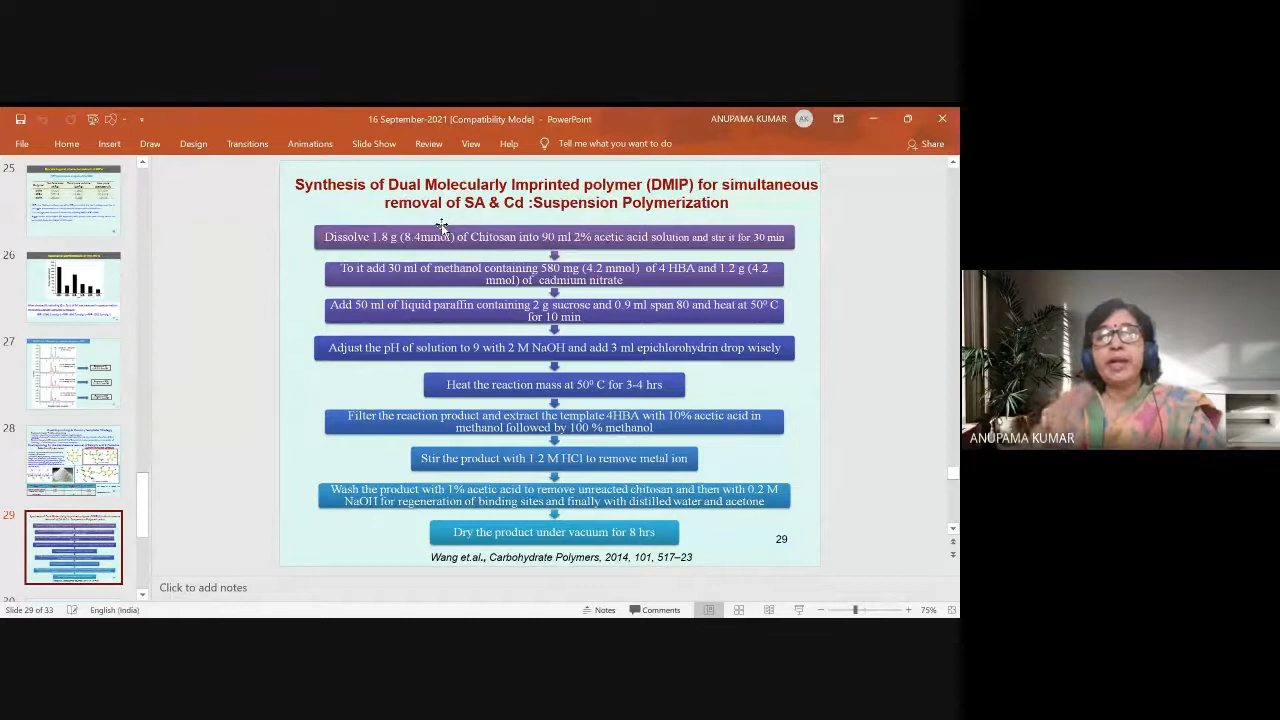 16 September-2021 [Compatibility Mode] - PowerPoint
ANUPAMA KUMAR
AK
File Home Insert Draw Design Transitions Animations Slide Show Review View Help Tell me what you want to do
Share
25
26
27
28
29
Synthesis of Dual Molecularly Imprinted polymer (DMIP) for simultaneous
removal of SA & Cd :Suspension Polymerization
Dissolve 1.8 g (8.4mmol) of Chitosan into 90 ml 2% acetic acid solution and stir it for 30 min
To it add 30 ml of methanol containing 580 mg (4.2 mmol) of 4 HBA and 1.2 g (4.2
mmol) of cadmium nitrate
Add 50 ml of liquid paraffin containing 2 g sucrose and 0.9 ml span 80 and heat at 50⁰ C
for 10 min
Adjust the pH of solution to 9 with 2 M NaOH and add 3 ml epichlorohydrin drop wisely
Heat the reaction mass at 50⁰ C for 3-4 hrs
Filter the reaction product and extract the template 4HBA with 10% acetic acid in
methanol followed by 100 % methanol
Stir the product with 1.2 M HCl to remove metal ion
Wash the product with 1% acetic acid to remove unreacted chitosan and then with 0.2 M
NaOH for regeneration of binding sites and finally with distilled water and acetone
Dry the product under vacuum for 8 hrs
29
Wang et.al., Carbohydrate Polymers, 2014, 101, 517–23
ANUPAMA KUMAR
Click to add notes
Slide 29 of 33
English (India)
Notes
Comments
75%